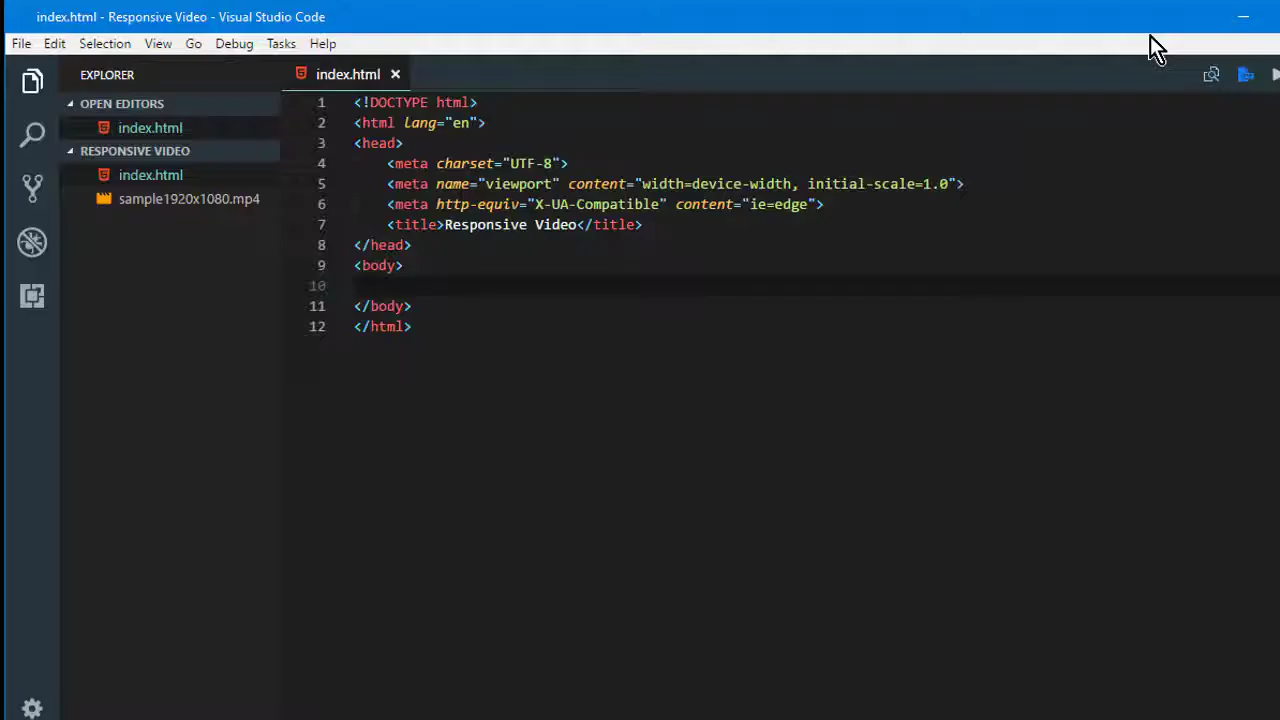 index.html - Responsive Video - Visual Studio Code
File Edit Selection View Go Debug Tasks Help
EXPLORER
OPEN EDITORS
index.html
RESPONSIVE VIDEO
index.html
sample1920x1080.mp4
index.html
1 <!DOCTYPE html>
2 <html lang="en">
3 <head>
4 <meta charset="UTF-8">
5 <meta name="viewport" content="width=device-width, initial-scale=1.0">
6 <meta http-equiv="X-UA-Compatible" content="ie=edge">
7 <title>Responsive Video</title>
8 </head>
9 <body>
10
11 </body>
12 </html>